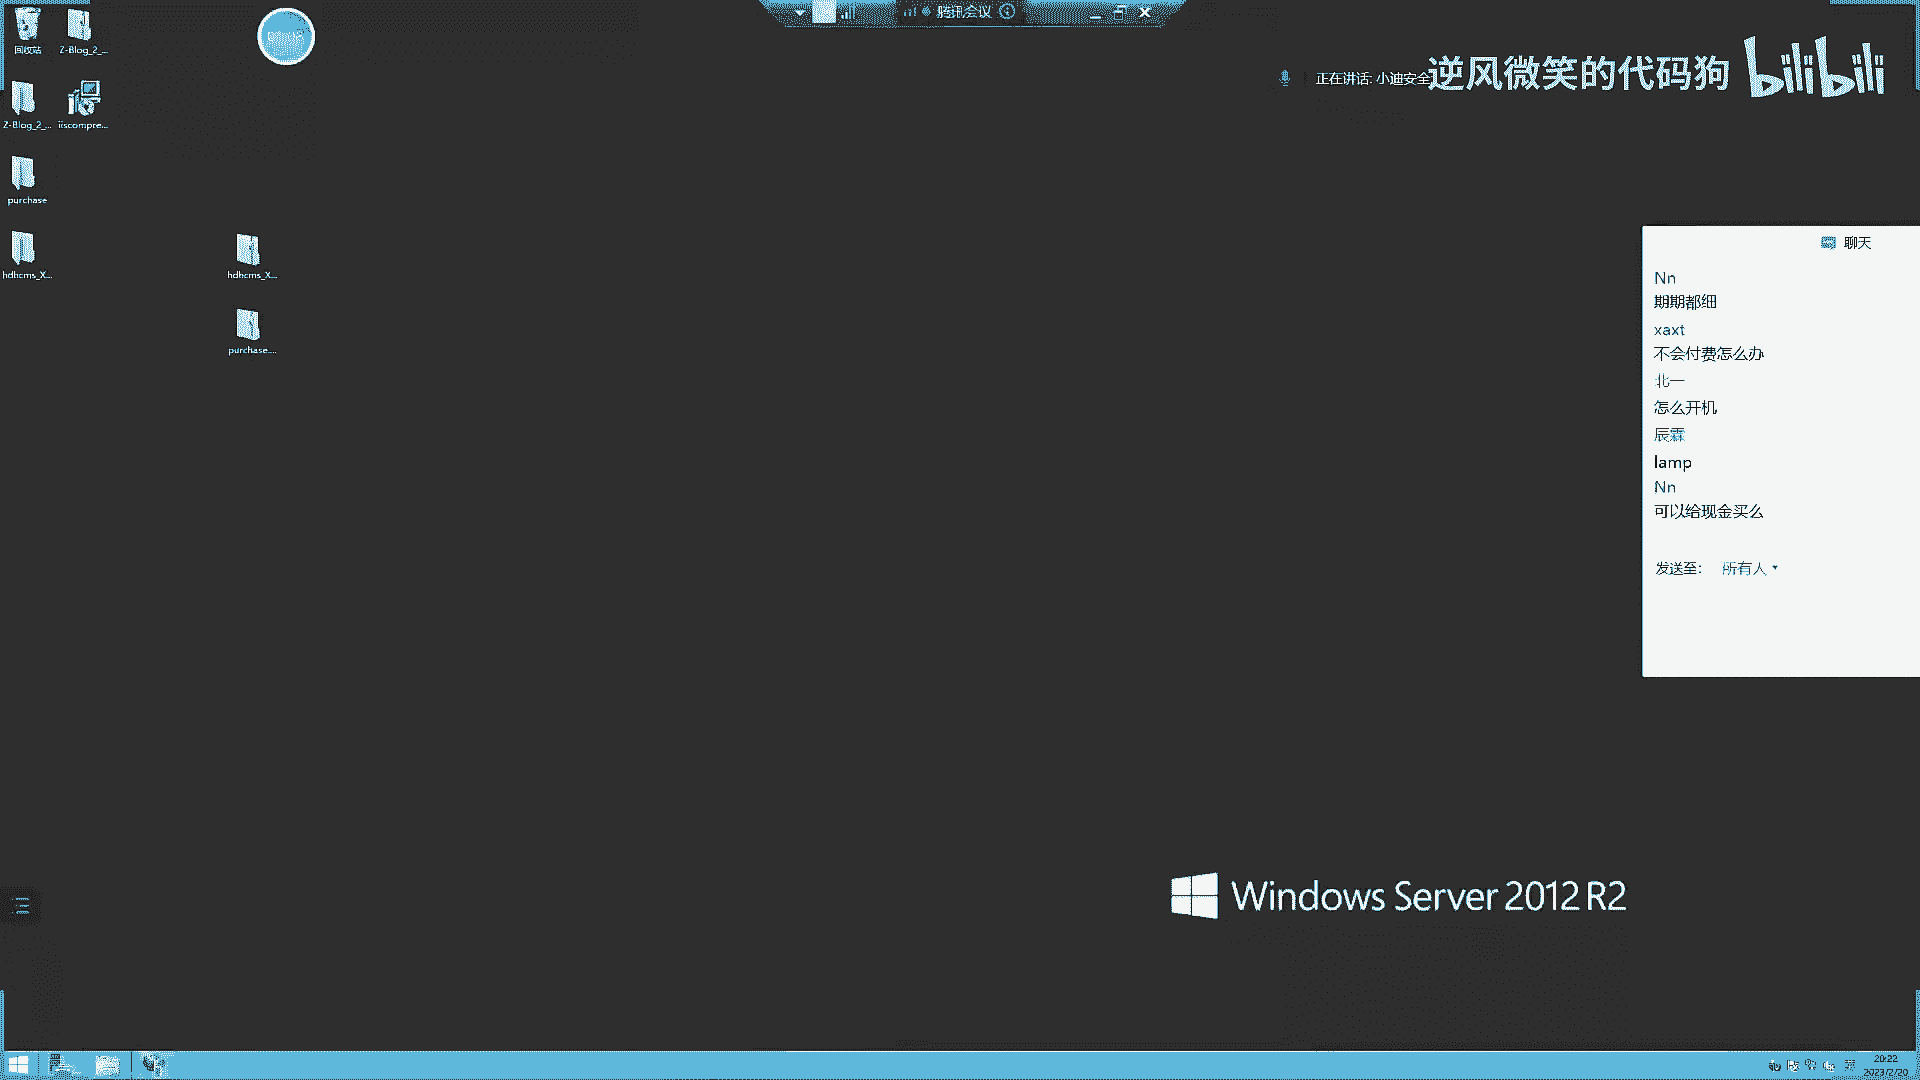 腾讯会议
回收站
Z-Blog_2_...
Z-Blog_2_...
iiscompre...
purchase
hdhcms_X...
hdhcms_X...
purchase....
正在讲话: 小迪安全
逆风微笑的代码狗
bilibili
聊天
Nn
期期都细
xaxt
不会付费怎么办
北一
怎么开机
辰霖
lamp
Nn
可以给现金买么
发送至: 所有人
Windows Server 2012 R2
20:22
2023/2/20